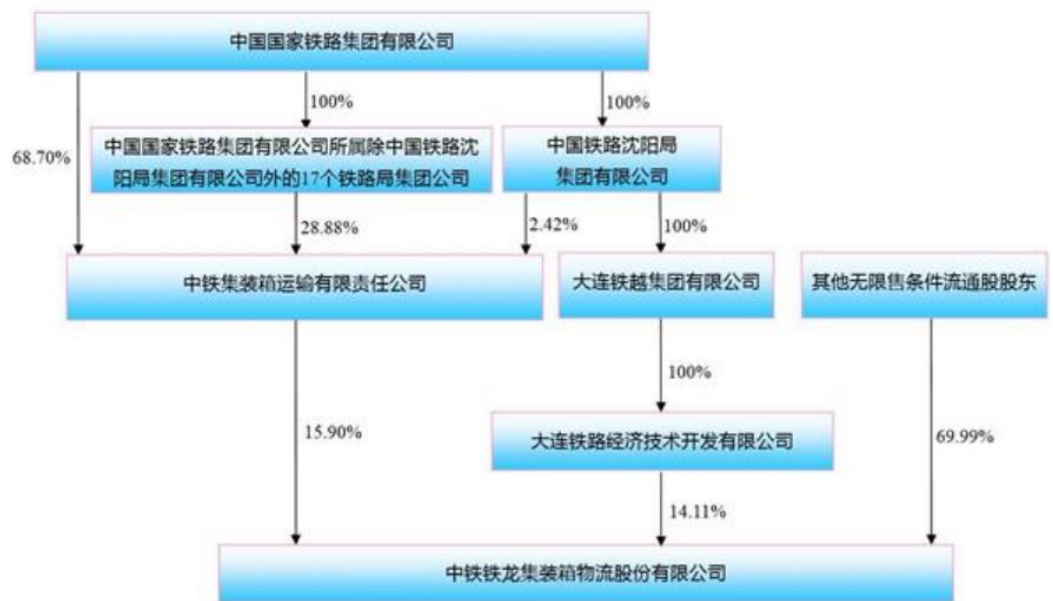 中国国家铁路集团有限公司
100%
100%
68.70%
中国国家铁路集团有限公司所属除中国铁路沈
阳局集团有限公司外的17个铁路局集团公司
中国铁路沈阳局
集团有限公司
28.88%
2.42%
100%
中铁集装箱运输有限责任公司
大连铁越集团有限公司
其他无限售条件流通股股东
100%
15.90%
大连铁路经济技术开发有限公司
69.99%
14.11%
中铁铁龙集装箱物流股份有限公司